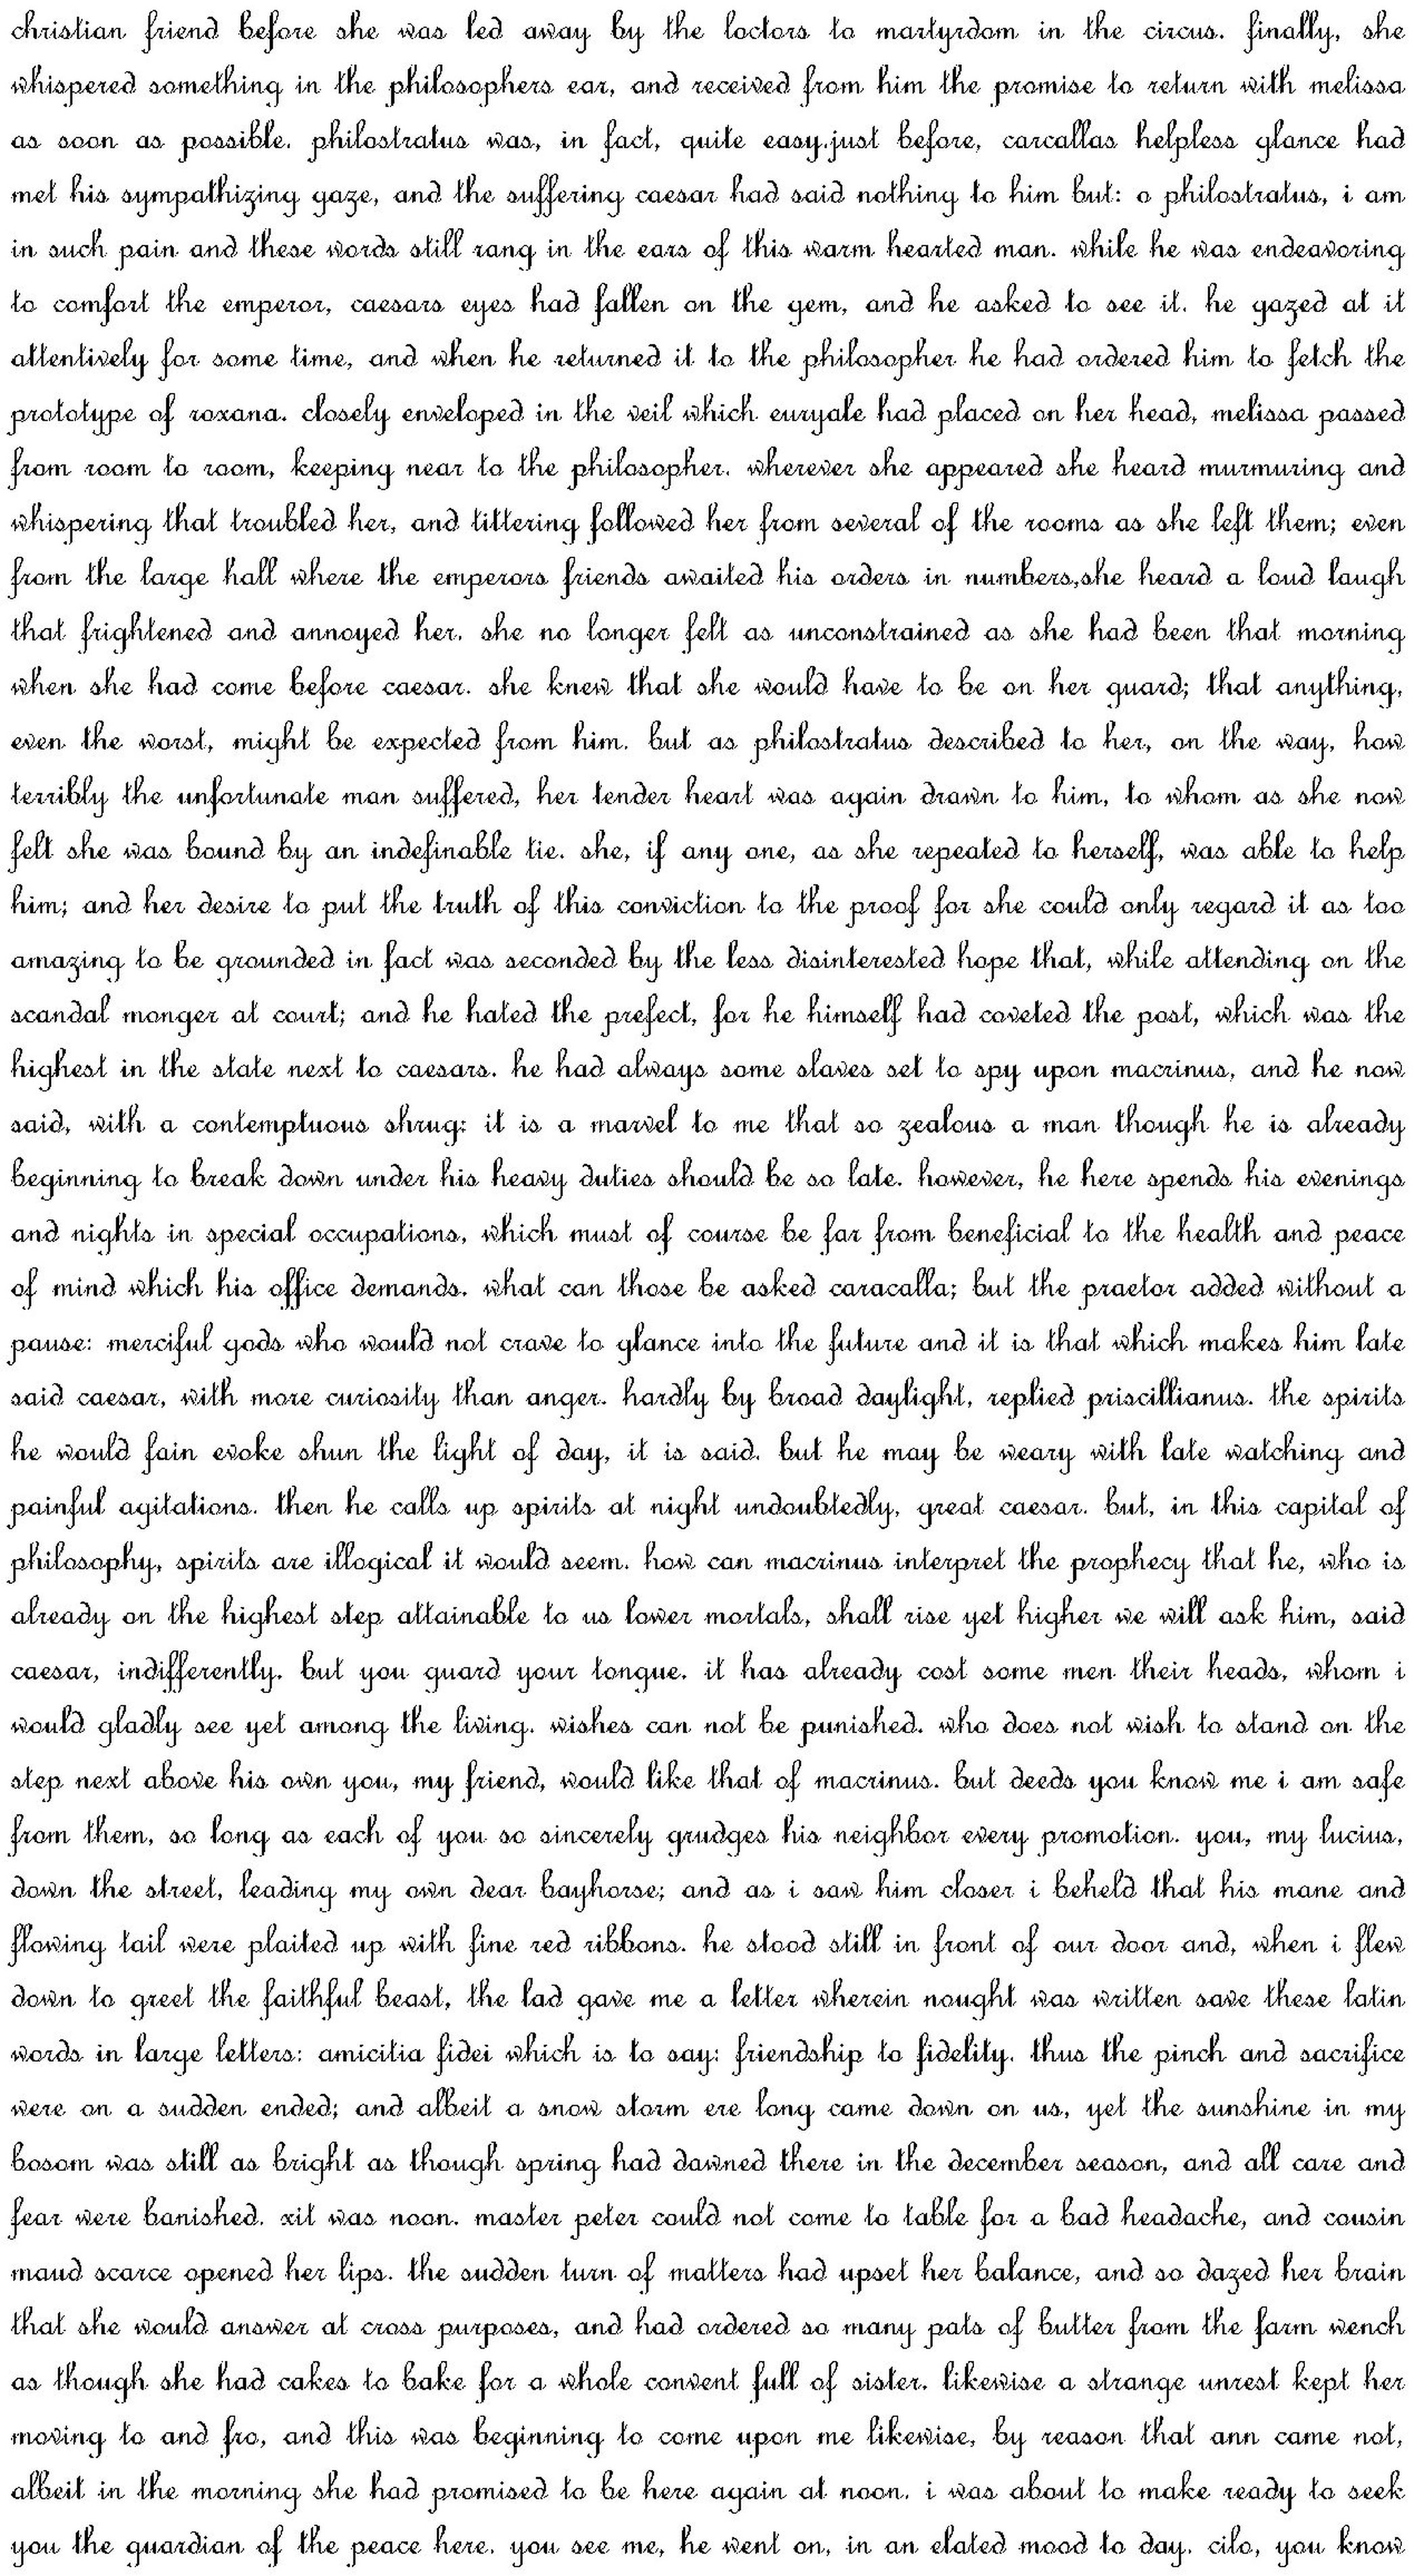 christian friend before she was led away by the loctors to martyrdom in the circus. finally, she
whispered something in the philosophers ear, and received from him the promise to return with melissa
as soon as possible. philostratus was, in fact, quite easy.just before, carcallas helpless glance had
met his sympathizing gaze, and the suffering caesar had said nothing to him but: o philostratus, i am
in such pain and these words still rang in the ears of this warm hearted man. while he was endeavoring
to comfort the emperor, caesars eyes had fallen on the gem, and he asked to see it. he gazed at it
attentively for some time, and when he returned it to the philosopher he had ordered him to fetch the
prototype of roxana. closely enveloped in the veil which euryale had placed on her head, melissa passed
from room to room, keeping near to the philosopher. wherever she appeared she heard murmuring and
whispering that troubled her, and tittering followed her from several of the rooms as she left them; even
from the large hall where the emperors friends awaited his orders in numbers,she heard a loud laugh
that frightened and annoyed her. she no longer felt as unconstrained as she had been that morning
when she had come before caesar. she knew that she would have to be on her guard; that anything,
even the worst, might be expected from him. but as philostratus described to her, on the way, how
terribly the unfortunate man suffered, her tender heart was again drawn to him, to whom as she now
felt she was bound by an indefinable tie. she, if any one, as she repeated to herself, was able to help
him; and her desire to put the truth of this conviction to the proof for she could only regard it as too
amazing to be grounded in fact was seconded by the less disinterested hope that, while attending on the
scandal monger at court; and he hated the prefect, for he himself had coveted the post, which was the
highest in the state next to caesars. he had always some slaves set to spy upon macrinus, and he now
said, with a contemptuous shrug: it is a marvel to me that so zealous a man though he is already
beginning to break down under his heavy duties should be so late. however, he here spends his evenings
and nights in special occupations, which must of course be far from beneficial to the health and peace
of mind which his office demands. what can those be asked caracalla; but the praetor added without a
pause: merciful gods who would not crave to glance into the future and it is that which makes him late
said caesar, with more curiosity than anger. hardly by broad daylight, replied priscillianus. the spirits
he would fain evoke shun the light of day, it is said. but he may be weary with late watching and
painful agitations. then he calls up spirits at night undoubtedly, great caesar. but, in this capital of
philosophy, spirits are illogical it would seem. how can macrinus interpret the prophecy that he, who is
already on the highest step attainable to us lower mortals, shall rise yet higher we will ask him, said
caesar, indifferently. but you guard your tongue. it has already cost some men their heads, whom i
would gladly see yet among the living. wishes can not be punished. who does not wish to stand on the
step next above his own you, my friend, would like that of macrinus. but deeds you know me i am safe
from them, so long as each of you so sincerely grudges his neighbor every promotion. you, my lucius,
down the street, leading my own dear bayhorse; and as i saw him closer i beheld that his mane and
flowing tail were plaited up with fine red ribbons. he stood still in front of our door and, when i flew
down to greet the faithful beast, the lad gave me a letter wherein nought was written save these latin
words in large letters: amicitia fidei which is to say: friendship to fidelity. thus the pinch and sacrifice
were on a sudden ended; and albeit a snow storm ere long came down on us, yet the sunshine in my
bosom was still as bright as though spring had dawned there in the december season, and all care and
fear were banished. xit was noon. master peter could not come to table for a bad headache, and cousin
maud scarce opened her lips. the sudden turn of matters had upset her balance, and so dazed her brain
that she would answer at cross purposes, and had ordered so many pats of butter from the farm wench
as though she had cakes to bake for a whole convent full of sister. likewise a strange unrest kept her
moving to and fro, and this was beginning to come upon me likewise, by reason that ann came not,
albeit in the morning she had promised to be here again at noon. i was about to make ready to seek
you the guardian of the peace here. you see me, he went on, in an elated mood to day. cilo, you know